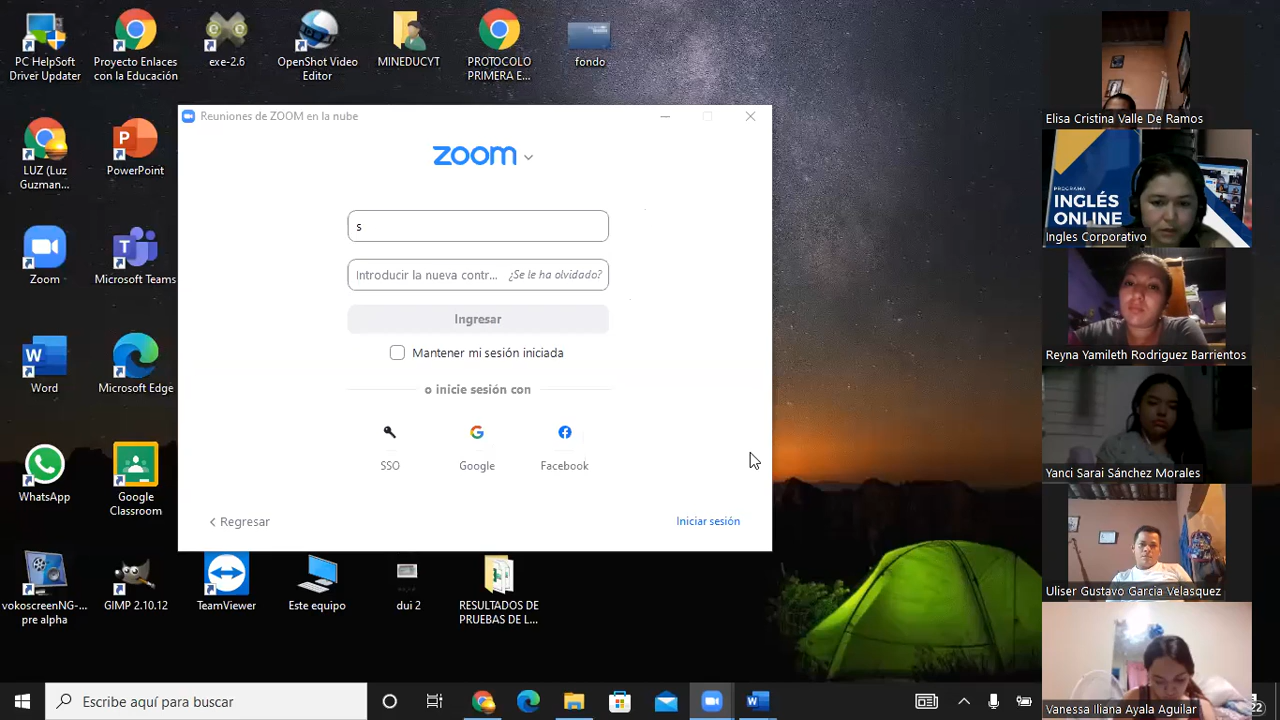 PC HelpSoft
Driver Updater
Proyecto Enlaces
con la Educación
exe-2.6
OpenShot Video
Editor
MINEDUCYT
PROTOCOLO
PRIMERA E...
fondo
LUZ (Luz
Guzman...
PowerPoint
Zoom
Microsoft Teams
Word
Microsoft Edge
WhatsApp
Google
Classroom
vokoscreenNG-...
pre alpha
GIMP 2.10.12
TeamViewer
Este equipo
dui 2
RESULTADOS DE
PRUEBAS DE L...
Reuniones de ZOOM en la nube
zoom
s
Introducir la nueva contr... ¿Se le ha olvidado?
Ingresar
Mantener mi sesión iniciada
o inicie sesión con
SSO
Google
Facebook
Regresar
Iniciar sesión
Escribe aquí para buscar
Elisa Cristina Valle De Ramos
PROGRAMA
INGLÉS
ONLINE
Ingles Corporativo
Reyna Yamileth Rodriguez Barrientos
Yanci Sarai Sánchez Morales
Uliser Gustavo García Velasquez
Vanessa Iliana Ayala Aguilar